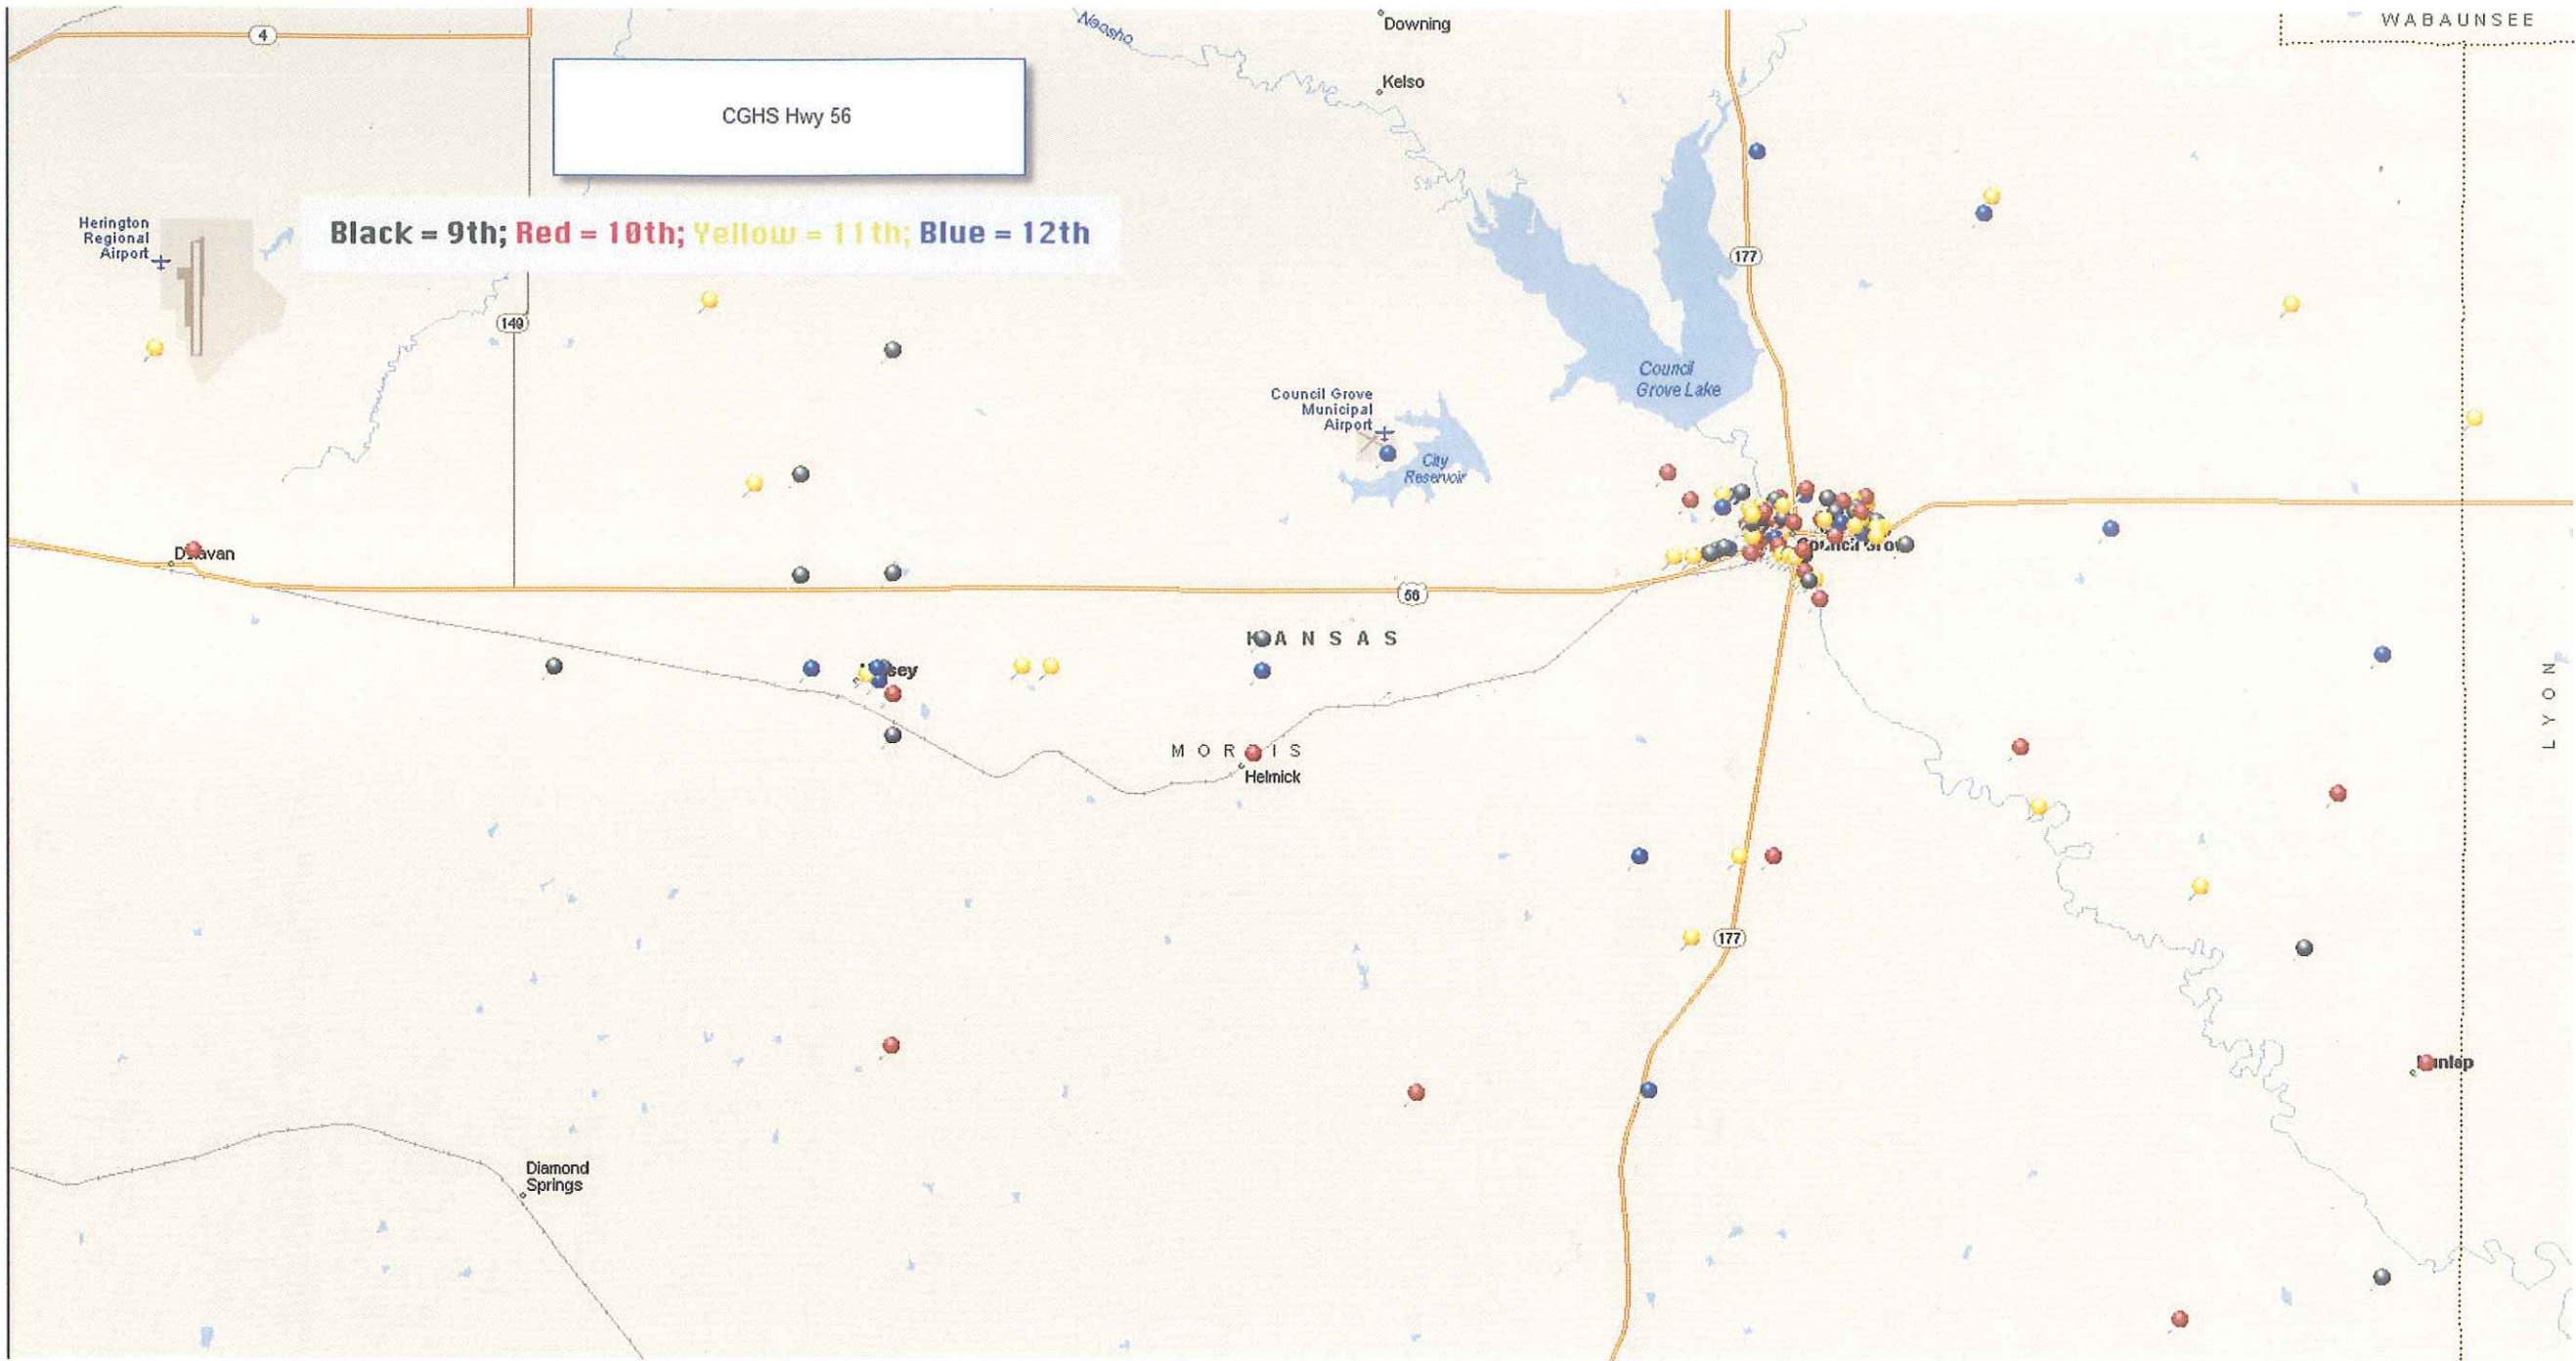 4
Neosho
Downing
WABAUNSEE
Kelso
CGHS Hwy 56
Herington
Regional
Airport
Black = 9th; Red = 10th; Yellow = 11th; Blue = 12th
177
149
Council
Grove Lake
Council Grove
Municipal
Airport
City
Reservoir
56
KANSAS
LYON
MORRIS
Helmick
177
Diamond
Springs